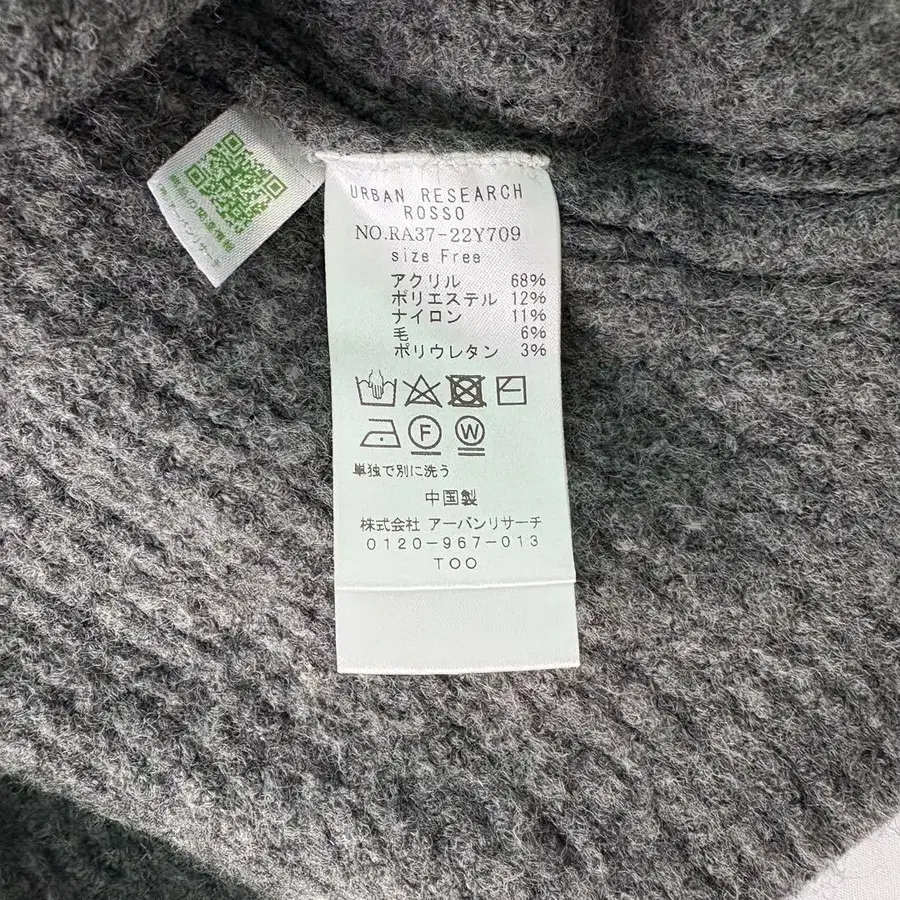 URBAN RESEARCH
ROSSO
NO.RA37-22Y709
size Free
アクリル 68%
ポリエステル 12%
ナイロン 11%
毛 6%
ポリウレタン 3%
F W
単独で別に洗う
中国製
株式会社 アーバンリサーチ
0120-967-013
TOO